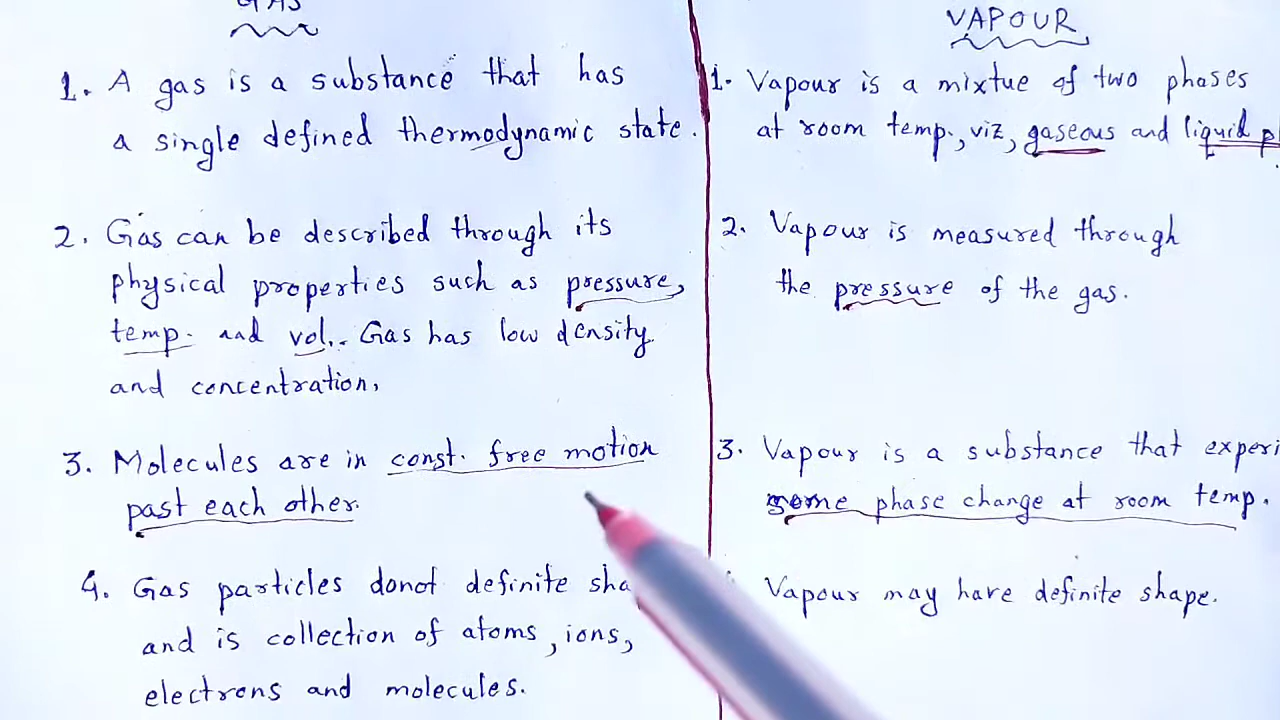 GAS
1. A gas is a substance that has
a single defined thermodynamic state.
2. Gas can be described through its
physical properties such as pressure,
temp. and vol.. Gas has low density
and concentration,
3. Molecules are in const. free motion
past each other.
4. Gas particles donot definite sha
and is collection of atoms, ions,
electrons and molecules.
VAPOUR
1. Vapour is a mixtue of two phases
at room temp., viz, gaseous and liquid p
2. Vapour is measured through
the pressure of the gas.
3. Vapour is a substance that experi
some phase change at room temp.
Vapour may have definite shape.